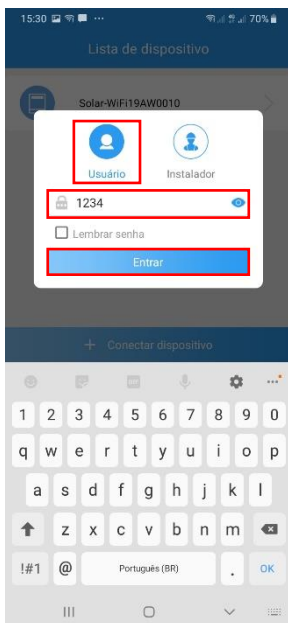 15:30 70%
Lista de dispositivo
Solar-WiFi19AW0010
Usuário Instalador
1234
Lembrar senha
Entrar
+ Conectar dispositivo
GIF
1 2 3 4 5 6 7 8 9 0
q w e r t y u i o p
a s d f g h j k l
z x c v b n m
!#1 @ Português (BR) . OK